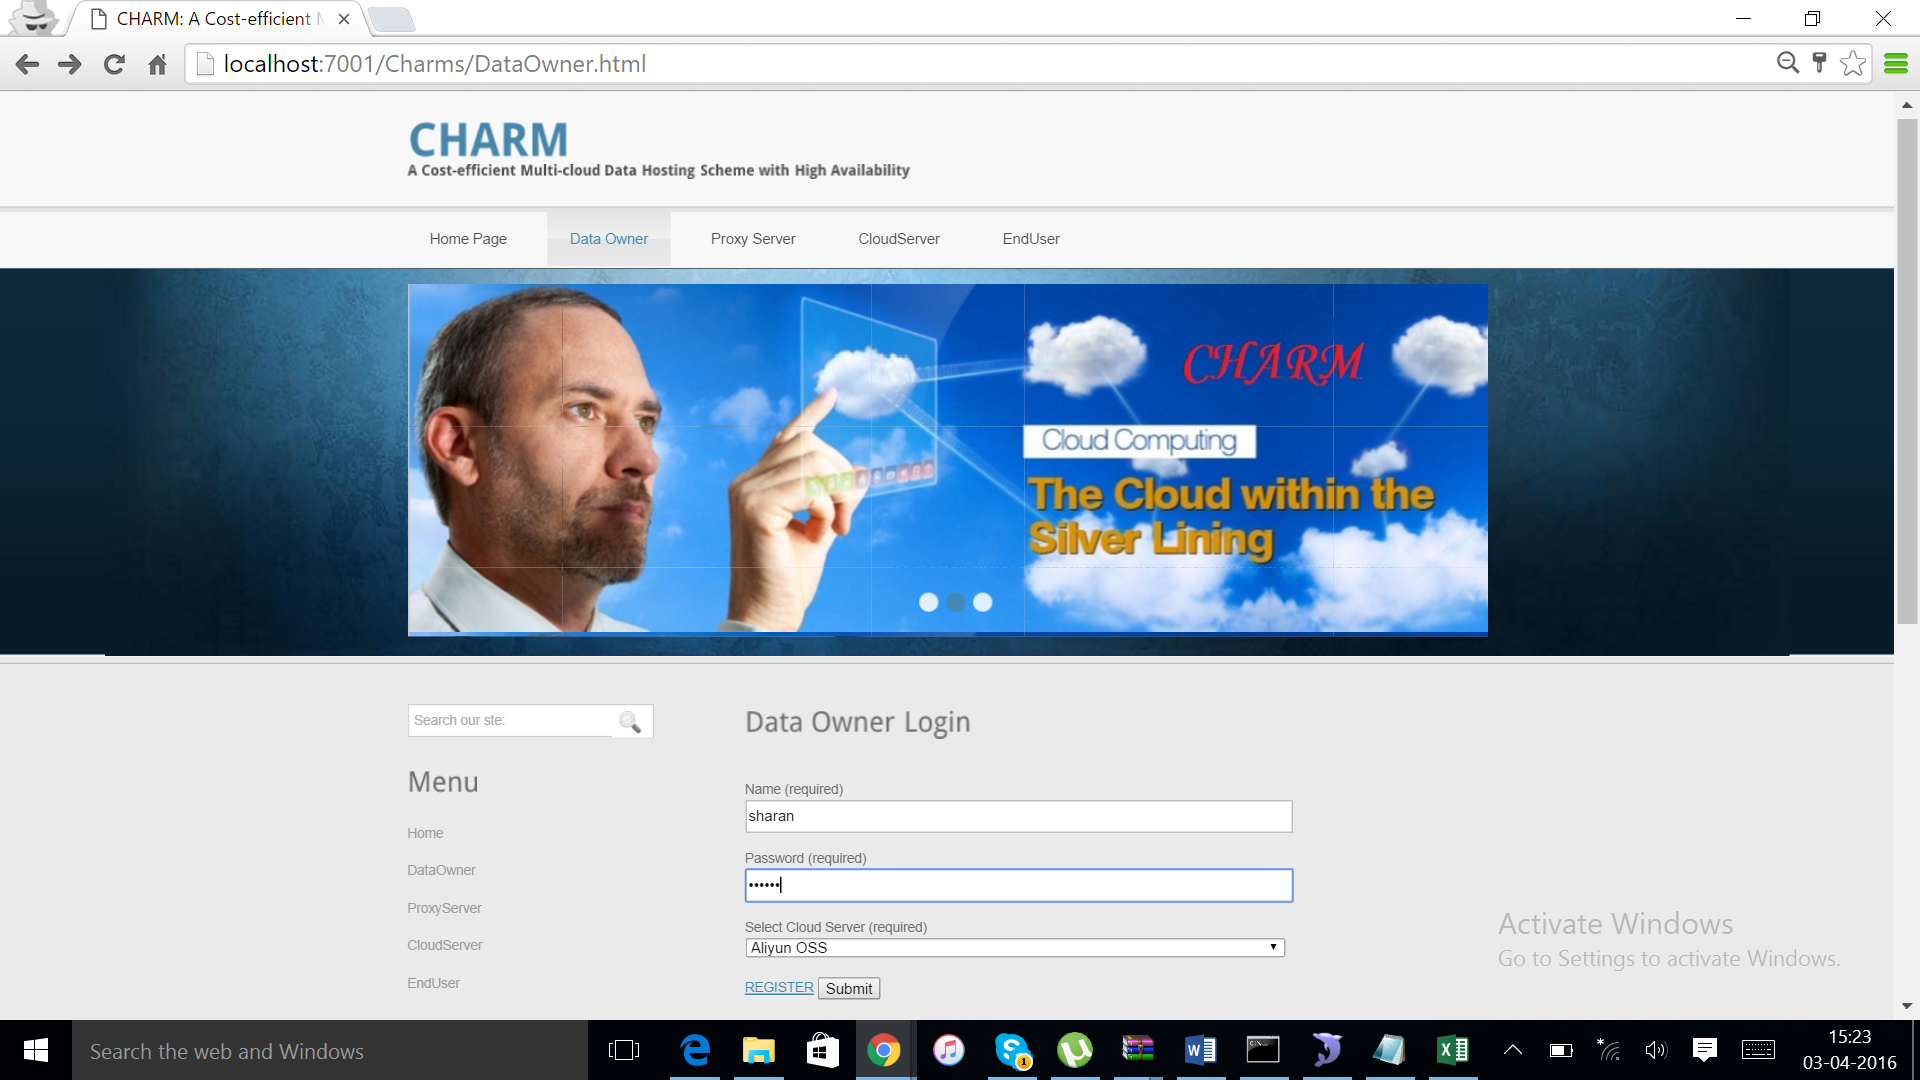 CHARM: A Cost-efficient
localhost:7001/Charms/DataOwner.html
CHARM
A Cost-efficient Multi-cloud Data Hosting Scheme with High Availability
Home Page Data Owner Proxy Server CloudServer EndUser
CHARM
Cloud Computing
The Cloud within the
Silver Lining
Search our ste:
Menu
Home
DataOwner
ProxyServer
CloudServer
EndUser
Data Owner Login
Name (required)
sharan
Password (required)
••••••
Select Cloud Server (required)
Aliyun OSS
REGISTER Submit
Activate Windows
Go to Settings to activate Windows.
Search the web and Windows
1
15:23
03-04-2016